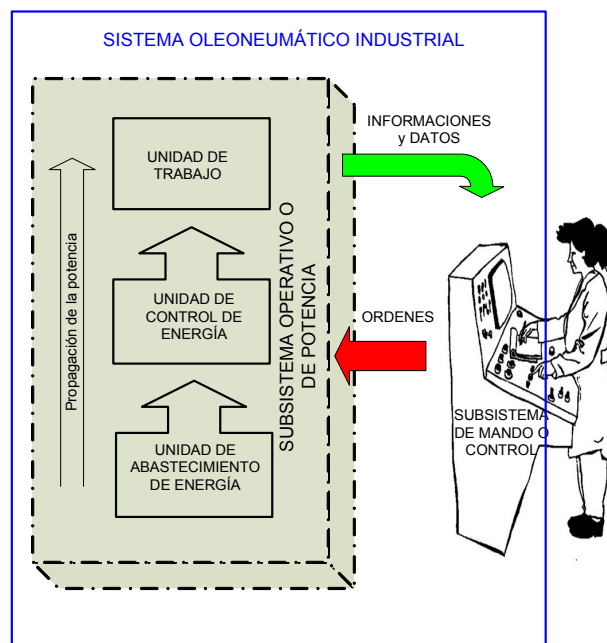 SISTEMA OLEONEUMÁTICO INDUSTRIAL
INFORMACIONES
y DATOS
UNIDAD DE
TRABAJO
Propagación de la potencia
SUBSISTEMA OPERATIVO O
DE POTENCIA
UNIDAD DE
CONTROL DE
ENERGÍA
ORDENES
SUBSISTEMA
DE MANDO O
CONTROL
UNIDAD DE
ABASTECIMIENTO
DE ENERGÍA